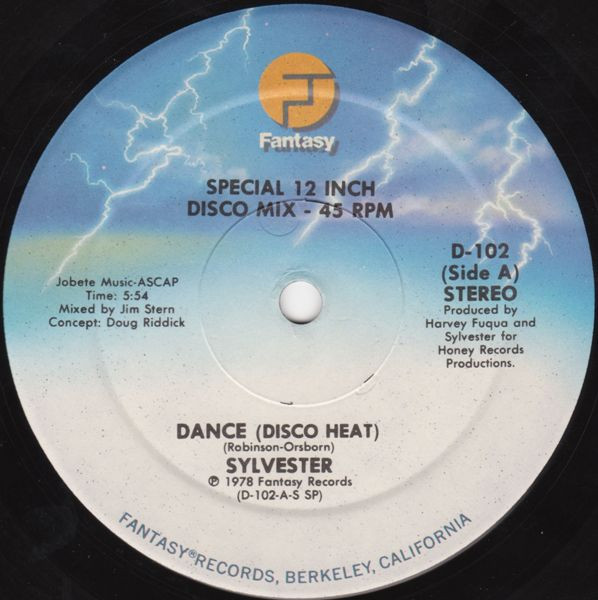 Fantasy
SPECIAL 12 INCH
DISCO MIX - 45 RPM
Jobete Music-ASCAP
Time: 5:54
Mixed by Jim Stern
Concept: Doug Riddick
D-102
(Side A)
STEREO
Produced by
Harvey Fuqua and
Sylvester for
Honey Records
Productions.
DANCE (DISCO HEAT)
(Robinson-Orsborn)
SYLVESTER
℗ 1978 Fantasy Records
(D-102-A-S SP)
FANTASY® RECORDS, BERKELEY, CALIFORNIA